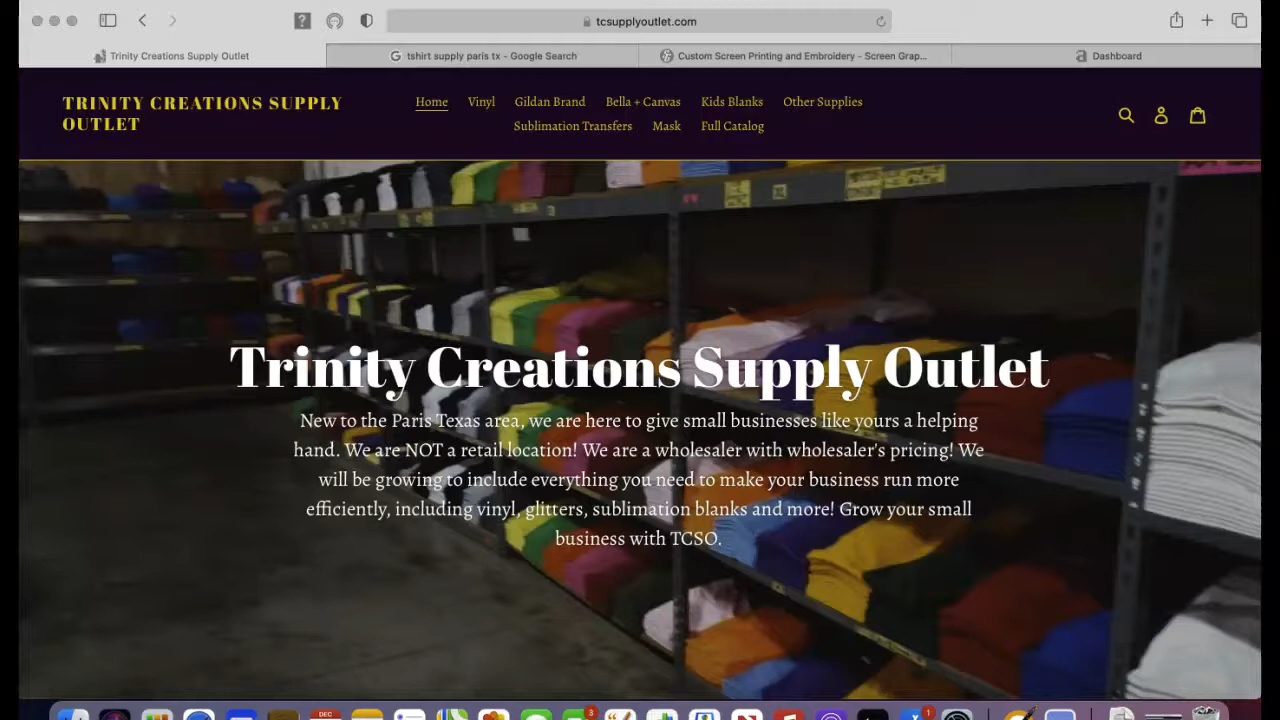 tcsupplyoutlet.com
Trinity Creations Supply Outlet
tshirt supply paris tx - Google Search
Custom Screen Printing and Embroidery - Screen Grap...
Dashboard
TRINITY CREATIONS SUPPLY
OUTLET
Home Vinyl Gildan Brand Bella + Canvas Kids Blanks Other Supplies
Sublimation Transfers Mask Full Catalog
Trinity Creations Supply Outlet
New to the Paris Texas area, we are here to give small businesses like yours a helping
hand. We are NOT a retail location! We are a wholesaler with wholesaler's pricing! We
will be growing to include everything you need to make your business run more
efficiently, including vinyl, glitters, sublimation blanks and more! Grow your small
business with TCSO.
DEC
3
1